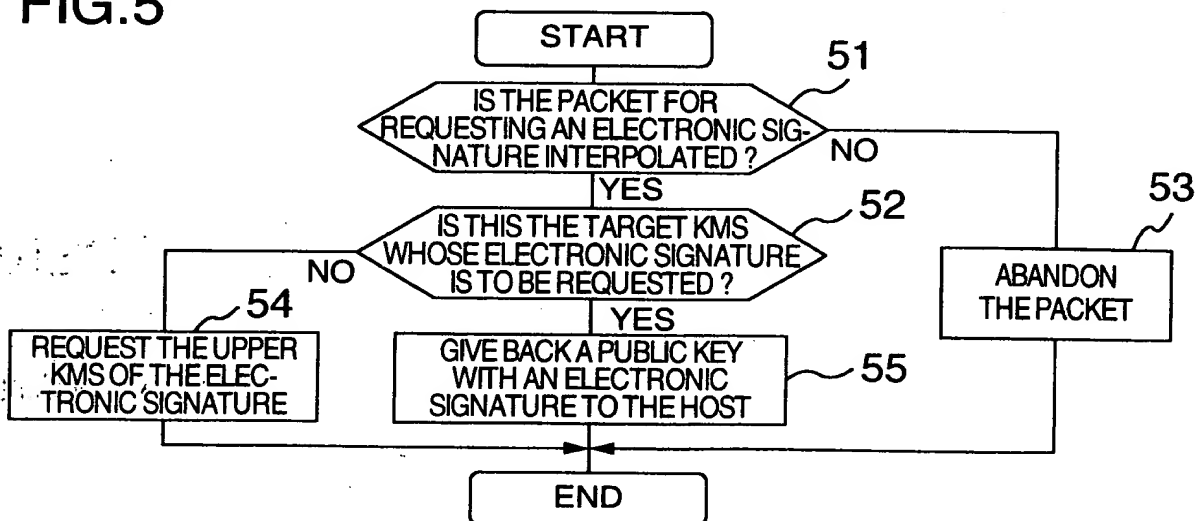 FIG.5
START
51
IS THE PACKET FOR
REQUESTING AN ELECTRONIC SIG-
NATURE INTERPOLATED ?
NO
YES
52
IS THIS THE TARGET KMS
WHOSE ELECTRONIC SIGNATURE
IS TO BE REQUESTED ?
NO
YES
53
ABANDON
THE PACKET
54
REQUEST THE UPPER
KMS OF THE ELEC-
TRONIC SIGNATURE
GIVE BACK A PUBLIC KEY
WITH AN ELECTRONIC
SIGNATURE TO THE HOST
55
END